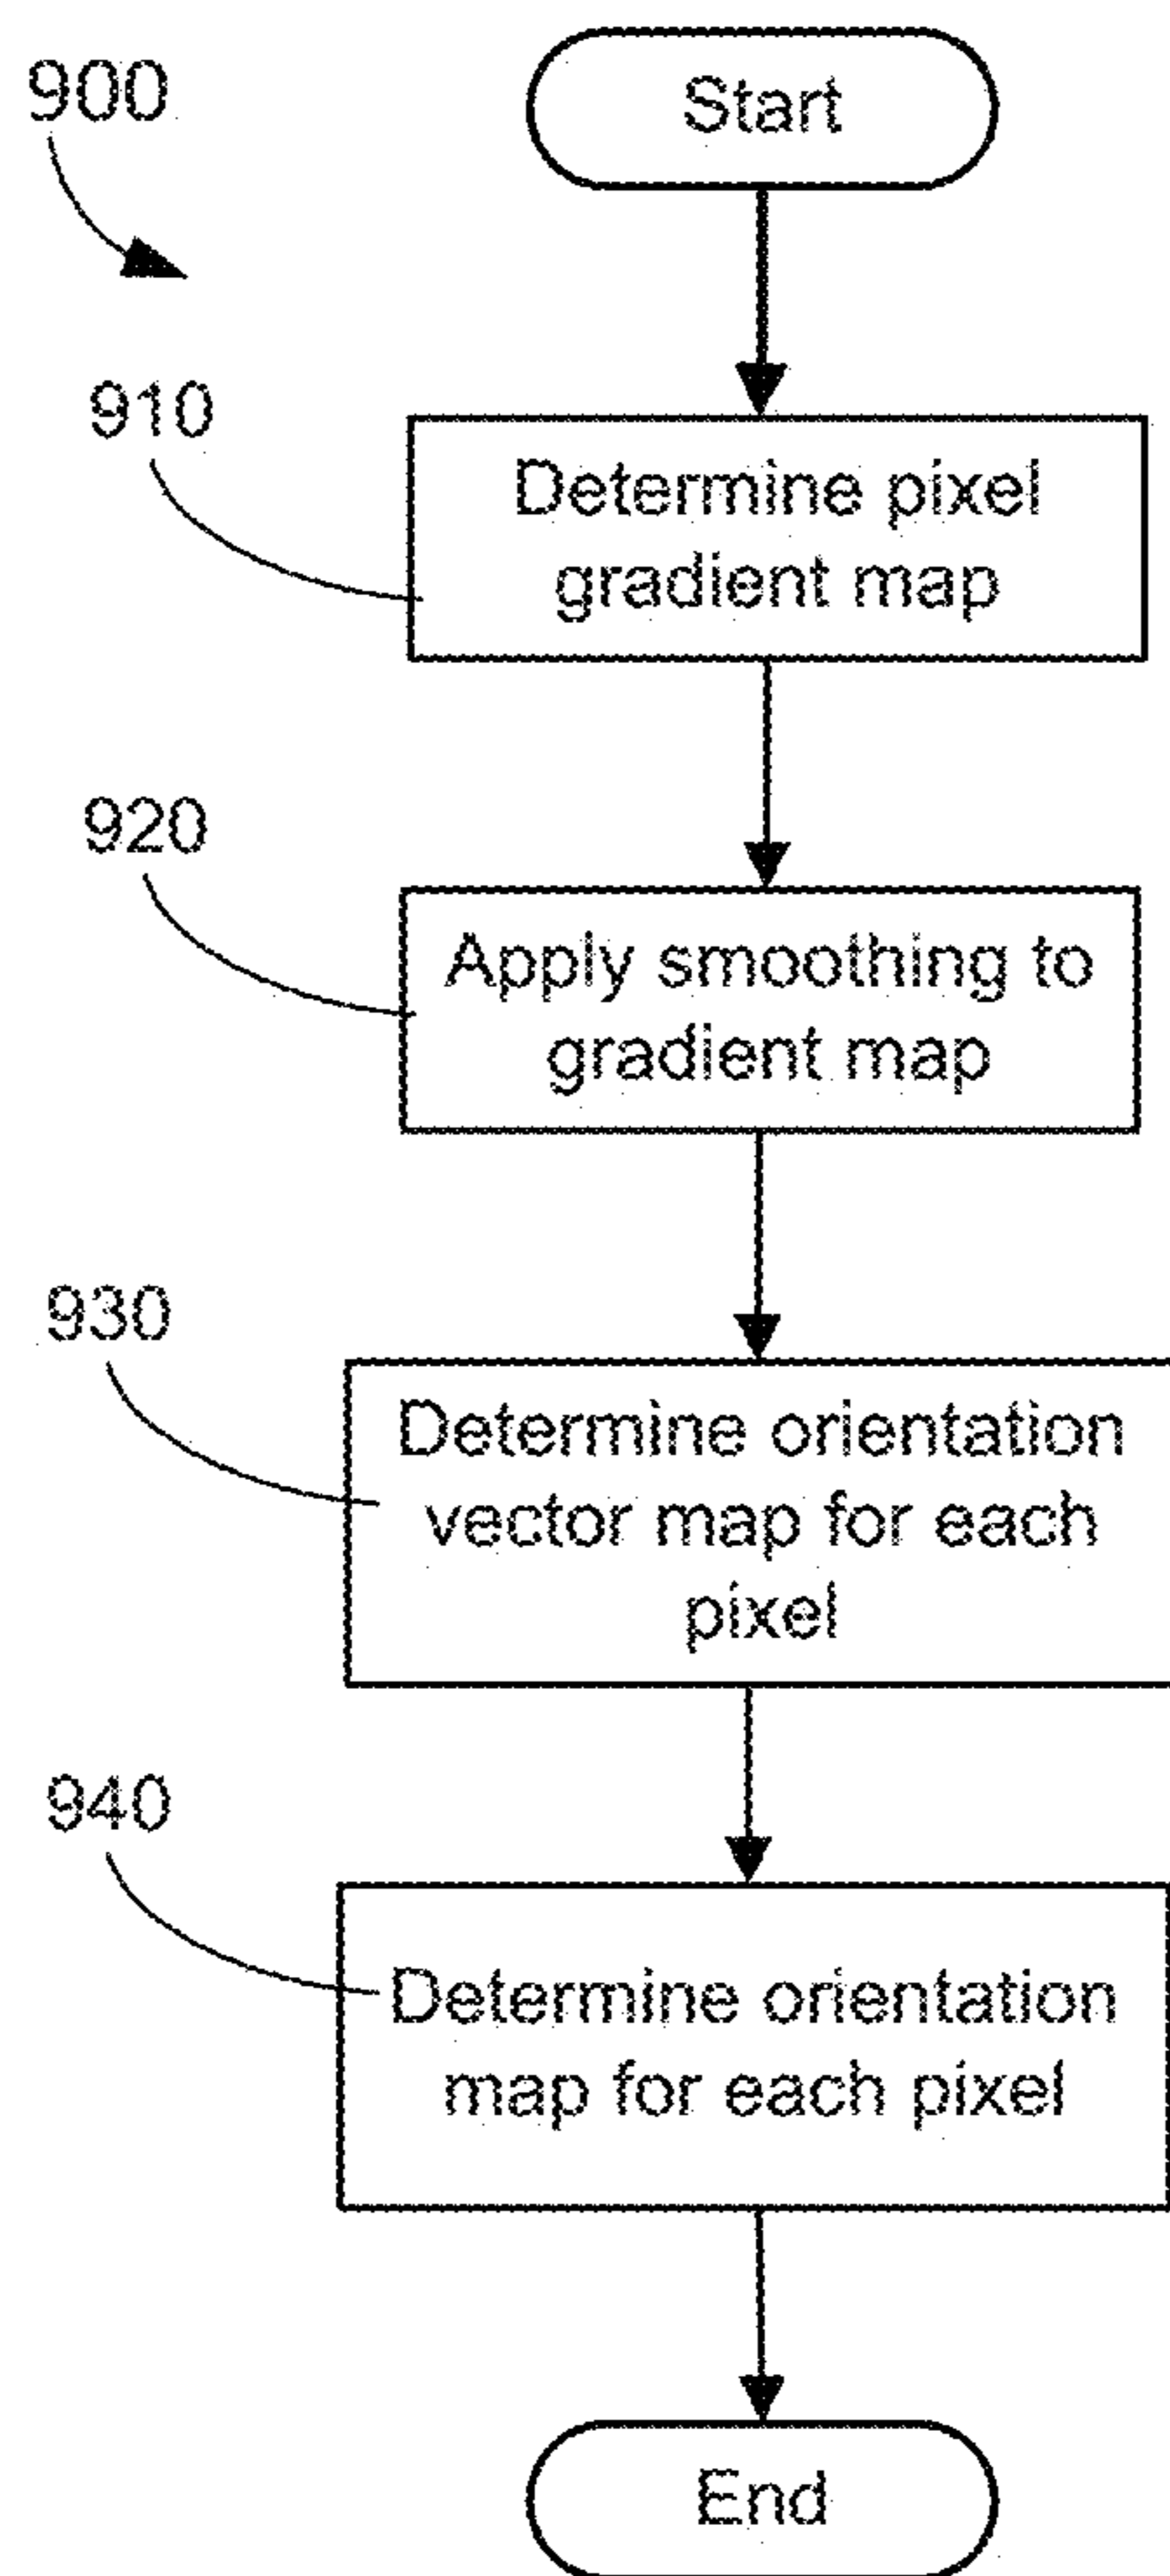 900
Start
910
Determine pixel
gradient map
920
Apply smoothing to
gradient map
930
Determine orientation
vector map for each
pixel
940
Determine orientation
map for each pixel
End